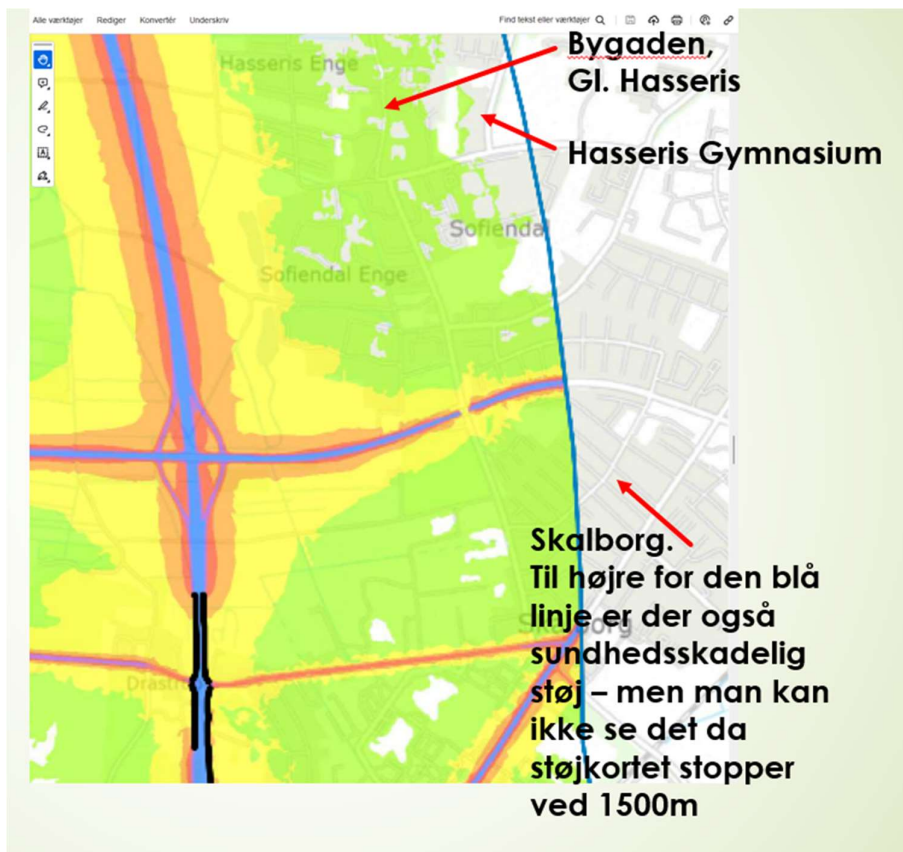 Alle værktøjer Rediger Konvertér Underskriv Find tekst eller værktøjer
Bygaden,
Gl. Hasseris
Hasseris Enge
Hasseris Gymnasium
Sofiendal
Sofiendal Enge
Skalborg.
Til højre for den blå
linje er der også
sundhedsskadelig
støj – men man kan
ikke se det da
støjkortet stopper
ved 1500m